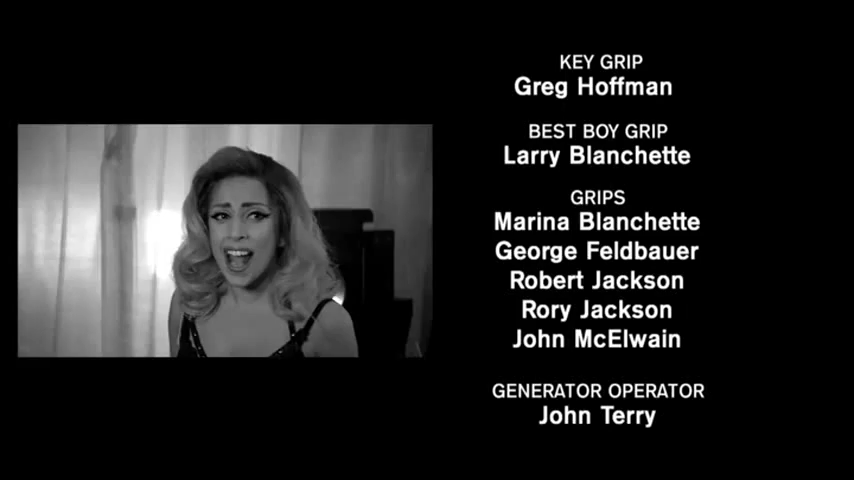 KEY GRIP
Greg Hoffman
BEST BOY GRIP
Larry Blanchette
GRIPS
Marina Blanchette
George Feldbauer
Robert Jackson
Rory Jackson
John McElwain
GENERATOR OPERATOR
John Terry